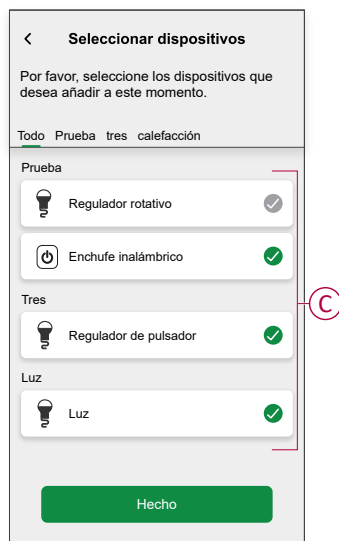 Seleccionar dispositivos
Por favor, seleccione los dispositivos que
desea añadir a este momento.
Todo Prueba tres calefacción
Prueba
Regulador rotativo
Enchufe inalámbrico
Tres
Regulador de pulsador
Luz
Luz
Hecho
C